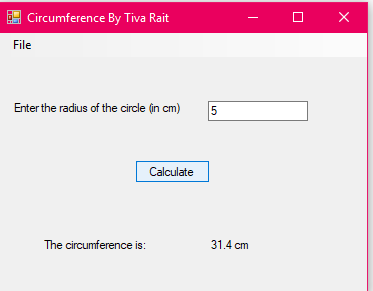 Circumference By Tiva Rait
File
Enter the radius of the circle (in cm)
5
Calculate
The circumference is:
31.4 cm